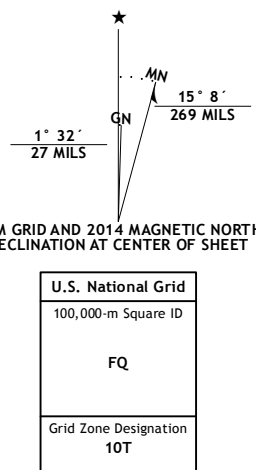 ★
MN
GN
15° 8´
269 MILS
1° 32´
27 MILS
M GRID AND 2014 MAGNETIC NORTH
ECLINATION AT CENTER OF SHEET
U.S. National Grid
100,000-m Square ID
FQ
Grid Zone Designation
10T